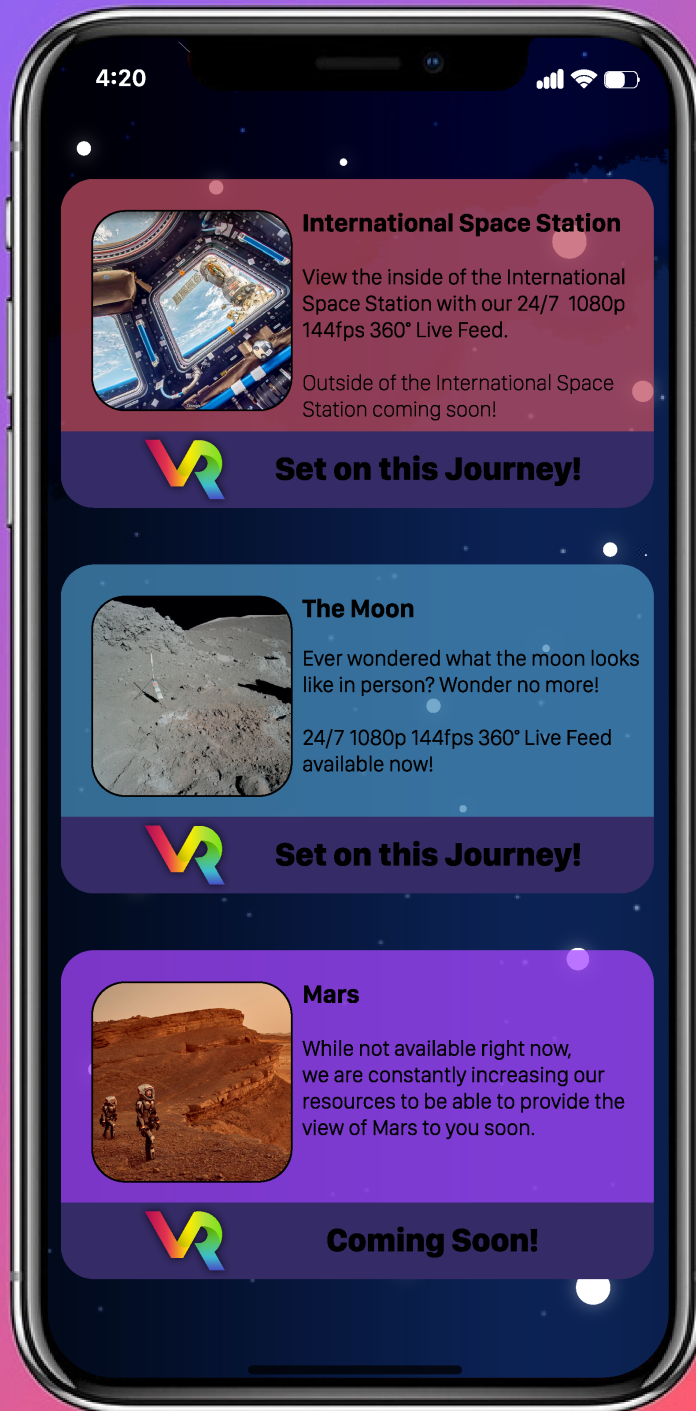 4:20
International Space Station
View the inside of the International
Space Station with our 24/7 1080p
144fps 360° Live Feed.
Outside of the International Space
Station coming soon!
VR
Set on this Journey!
The Moon
Ever wondered what the moon looks
like in person? Wonder no more!
24/7 1080p 144fps 360° Live Feed
available now!
VR
Set on this Journey!
Mars
While not available right now,
we are constantly increasing our
resources to be able to provide the
view of Mars to you soon.
VR
Coming Soon!